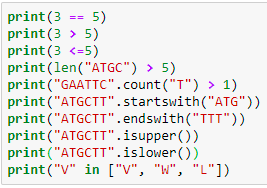 print(3 == 5)
print(3 > 5)
print(3 <=5)
print(len("ATGC") > 5)
print("GAATTC".count("T") > 1)
print("ATGCTT".startswith("ATG"))
print("ATGCTT".endswith("TTT"))
print("ATGCTT".isupper())
print("ATGCTT".islower())
print("V" in ["V", "W", "L"])